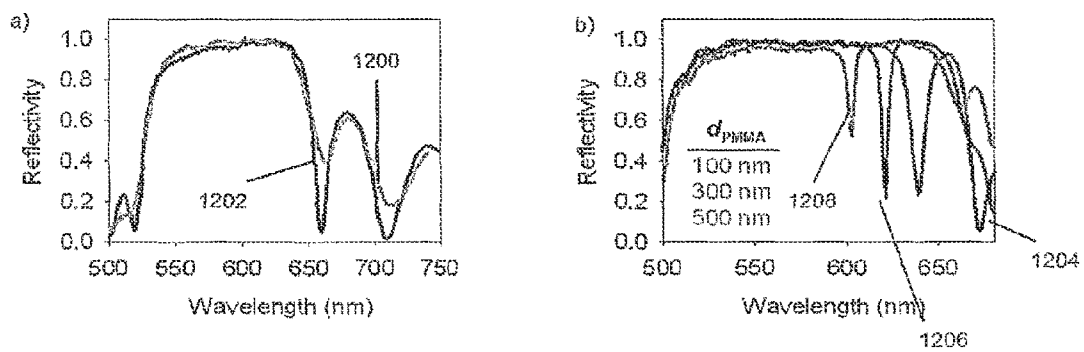 a)
Reflectivity
1.0
0.8
0.6
0.4
0.2
0.0
500 550 600 650 700 750
Wavelength (nm)
1200
1202
b)
Reflectivity
1.0
0.8
0.6
0.4
0.2
0.0
500 550 600 650
Wavelength (nm)
dPMMA
100 nm
300 nm
500 nm
1208
1204
1206